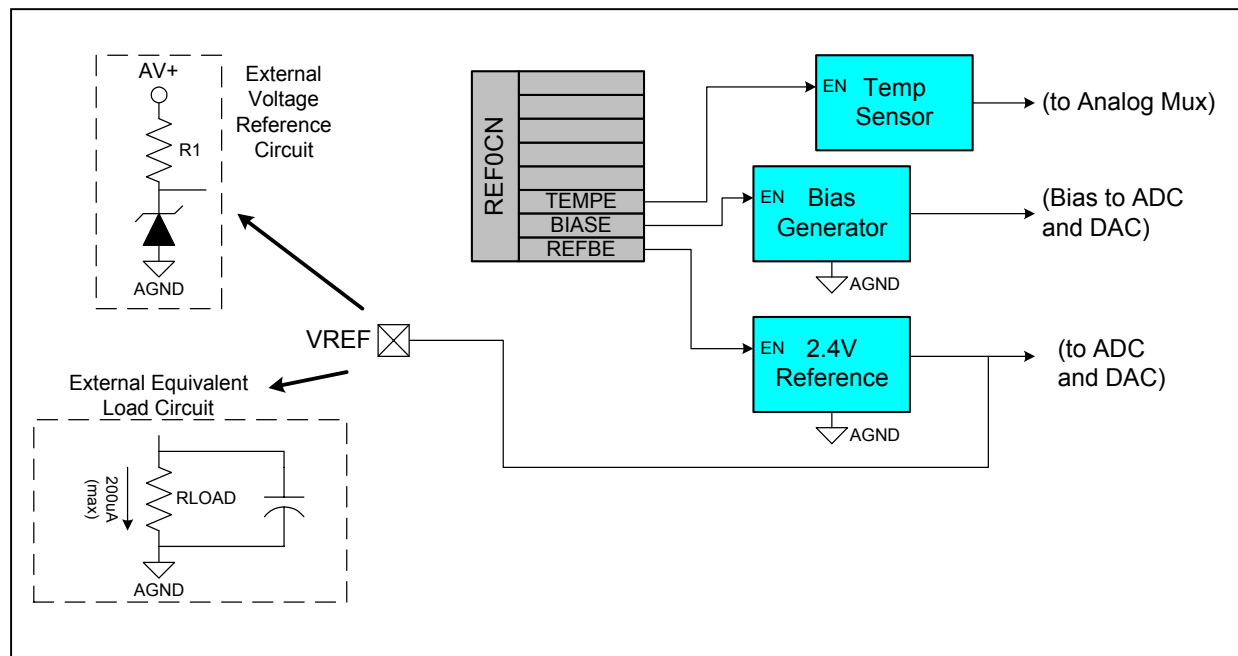 AV+
External
Voltage
Reference
Circuit
R1
AGND
REF0CN
TEMPE
BIASE
REFBE
EN
Temp
Sensor
(to Analog Mux)
EN
Bias
Generator
(Bias to ADC
and DAC)
AGND
VREF
EN
2.4V
Reference
(to ADC
and DAC)
AGND
External Equivalent
Load Circuit
200uA
(max)
RLOAD
AGND